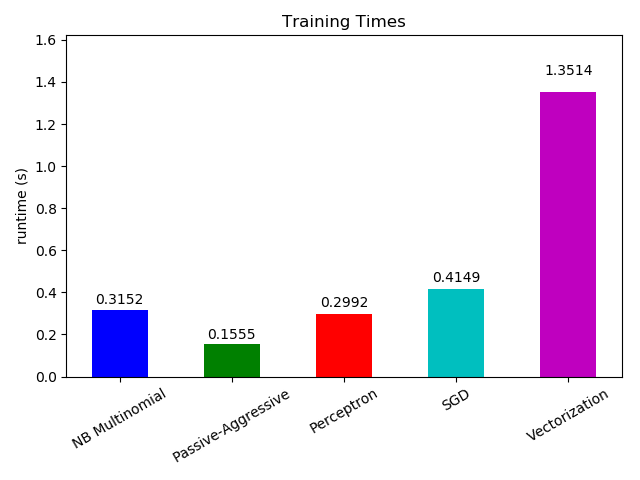 Training Times
1.6
1.4
1.2
1.0
0.8
0.6
0.4
0.2
0.0
runtime (s)
0.3152
0.1555
0.2992
0.4149
1.3514
NB Multinomial
Passive-Aggressive
Perceptron
SGD
Vectorization